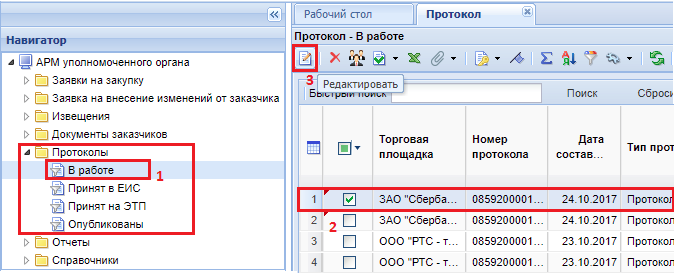 Рабочий стол
Протокол
Навигатор
Протокол - В работе
АРМ уполномоченного органа
Заявки на закупку
Заявка на внесение изменений от заказчика
Извещения
Документы заказчиков
Протоколы
В работе
1
Принят в ЕИС
Принят на ЭТП
Опубликованы
Отчеты
Справочники
3
Редактировать
Быстрый поиск
Поиск
Сброси
Торговая площадка
Номер протокола
Дата состав...
Тип прото
1 ЗАО "Сберба... 0859200001... 24.10.2017 Протокол
2 ЗАО "Сберба... 0859200001... 24.10.2017 Протокол
2
3 ООО "РТС - т... 0859200001... 23.10.2017 Протокол
4 ООО "РТС - т... 0859200001... 23.10.2017 Протокол